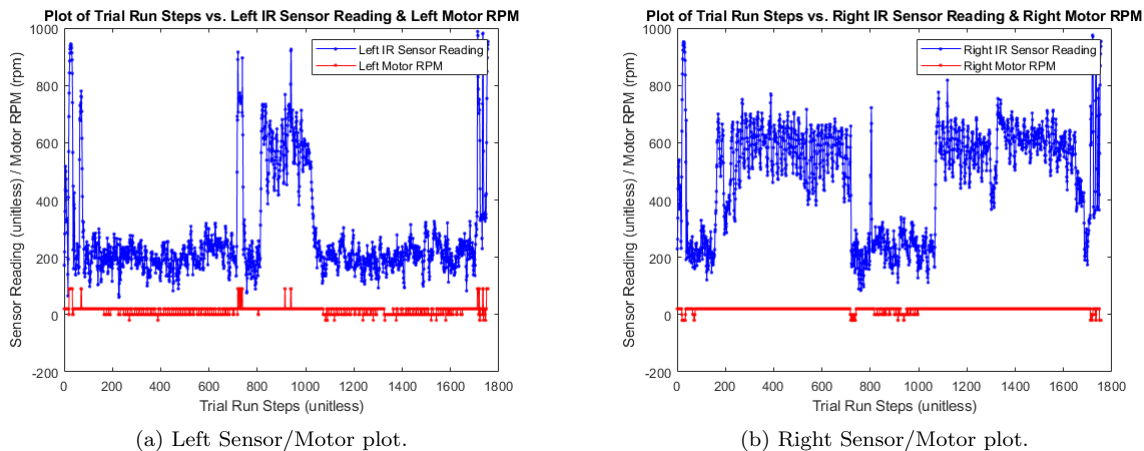 Plot of Trial Run Steps vs. Left IR Sensor Reading & Left Motor RPM
1000
800
600
400
200
0
-200
Sensor Reading (unitless) / Motor RPM (rpm)
Left IR Sensor Reading
Left Motor RPM
0 200 400 600 800 1000 1200 1400 1600 1800
Trial Run Steps (unitless)
(a) Left Sensor/Motor plot.
Plot of Trial Run Steps vs. Right IR Sensor Reading & Right Motor RPM
1000
800
600
400
200
0
-200
Sensor Reading (unitless) / Motor RPM (rpm)
Right IR Sensor Reading
Right Motor RPM
0 200 400 600 800 1000 1200 1400 1600 1800
Trial Run Steps (unitless)
(b) Right Sensor/Motor plot.